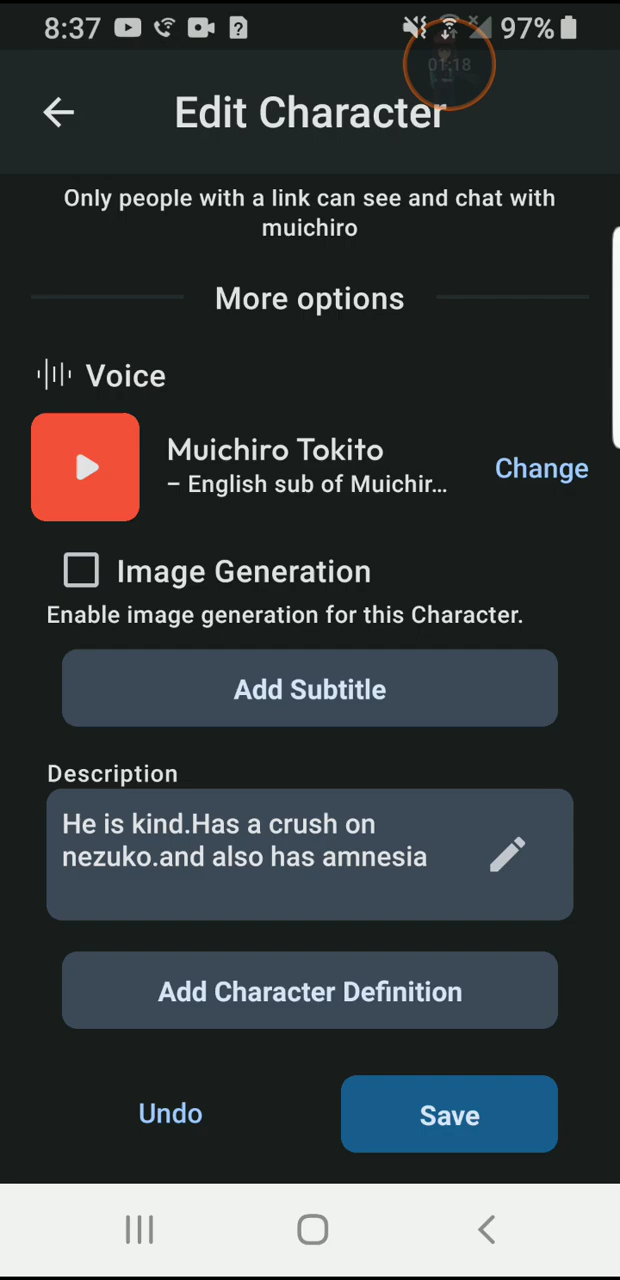 8:37
97%
01:18
Edit Character
Only people with a link can see and chat with
muichiro
More options
Voice
Muichiro Tokito
– English sub of Muichir...
Change
Image Generation
Enable image generation for this Character.
Add Subtitle
Description
He is kind.Has a crush on
nezuko.and also has amnesia
Add Character Definition
Undo
Save